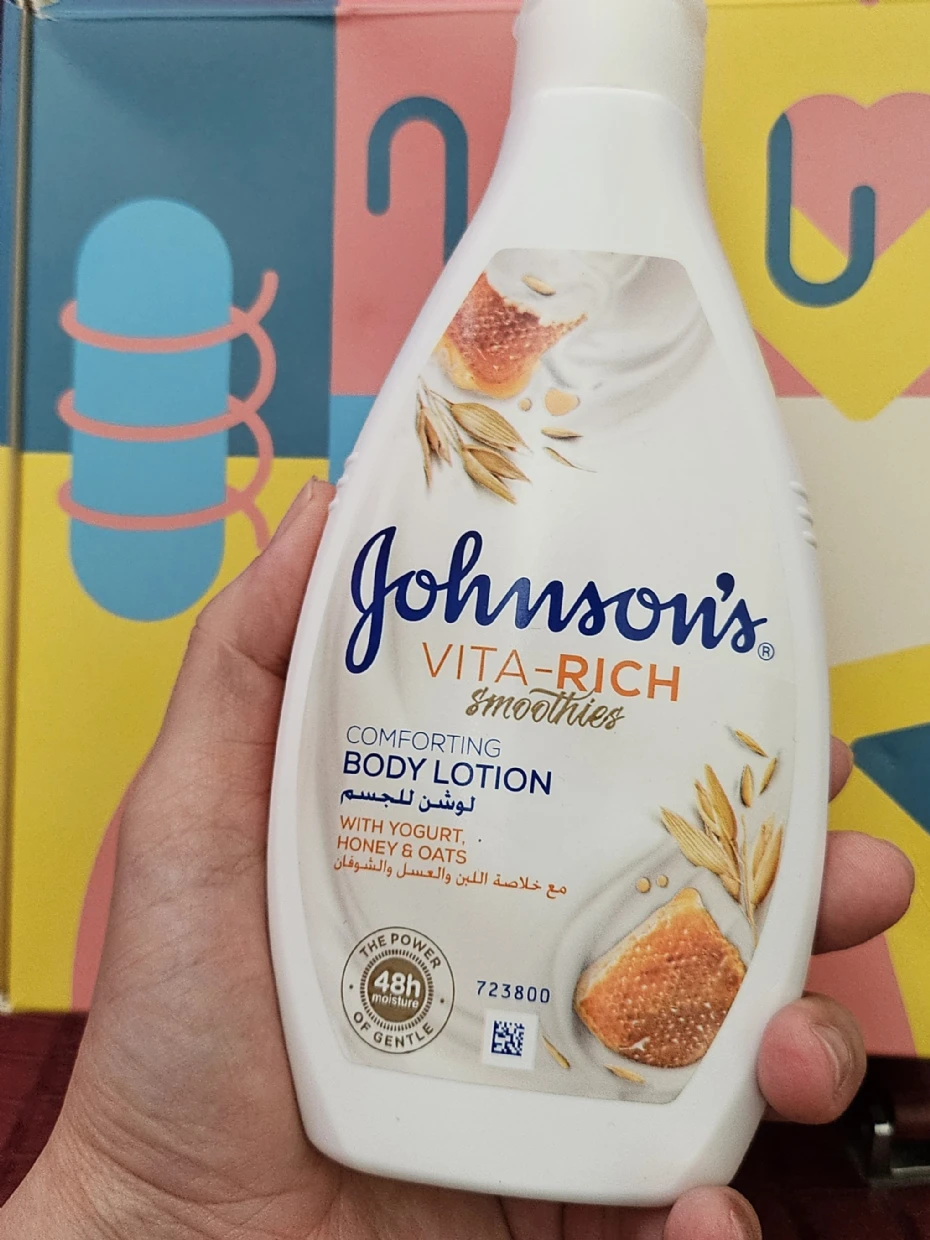 Johnson's®
VITA-RICH
smoothies
COMFORTING
BODY LOTION
لوشن للجسم
WITH YOGURT,
HONEY & OATS
مع خلاصة اللبن والعسل والشوفان
THE POWER
48h
moisture
OF GENTLE
723800